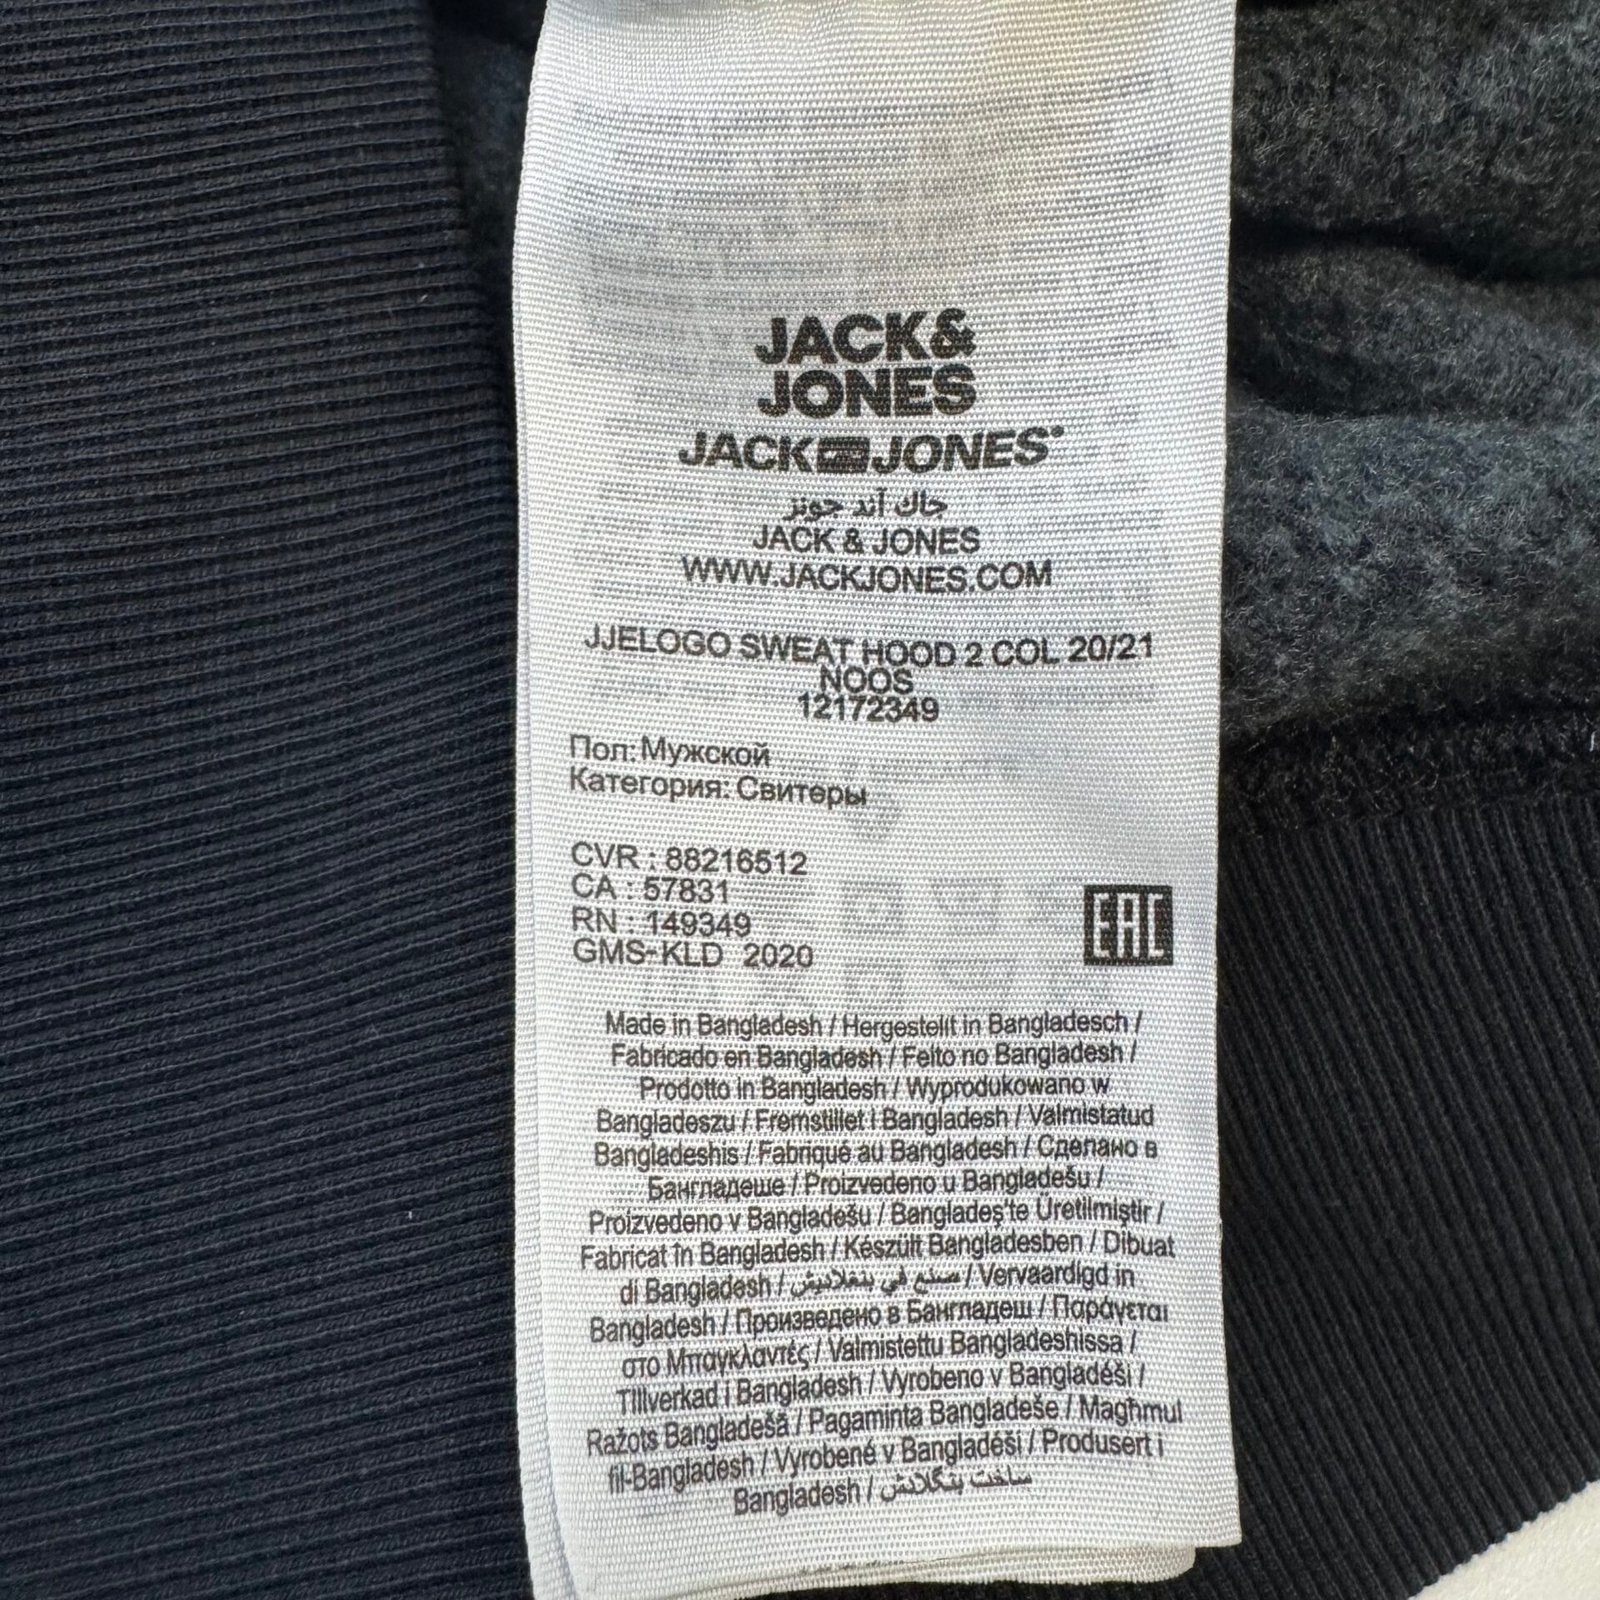 JACK&
JONES
JACK JONES®
جاك آند جونز
JACK & JONES
WWW.JACKJONES.COM
JJELOGO SWEAT HOOD 2 COL 20/21
NOOS
12172349
Пол: Мужской
Категория: Свитеры
CVR : 88216512
CA : 57831
RN : 149349
GMS-KLD 2020
EAC
Made in Bangladesh / Hergestellt in Bangladesch /
Fabricado en Bangladesh / Feito no Bangladesh /
Prodotto in Bangladesh / Wyprodukowano w
Bangladeszu / Fremstillet i Bangladesh / Valmistatud
Bangladeshis / Fabriqué au Bangladesh / Сделано в
Бангладеше / Proizvedeno u Bangladešu /
Proizvedeno v Bangladešu / Bangladeş'te Üretilmiştir /
Fabricat în Bangladesh / Készült Bangladesben / Dibuat
di Bangladesh / صنع في بنغلاديش / Vervaardigd in
Bangladesh / Произведено в Бангладеш / Παράγεται
στο Μπαγκλαντές / Valmistettu Bangladeshissa /
Tillverkad i Bangladesh / Vyrobeno v Bangladéši /
Ražots Bangladešā / Pagaminta Bangladeše / Magħmul
fil-Bangladesh / Vyrobené v Bangladéši / Produsert i
Bangladesh / ساخت بنگلادش